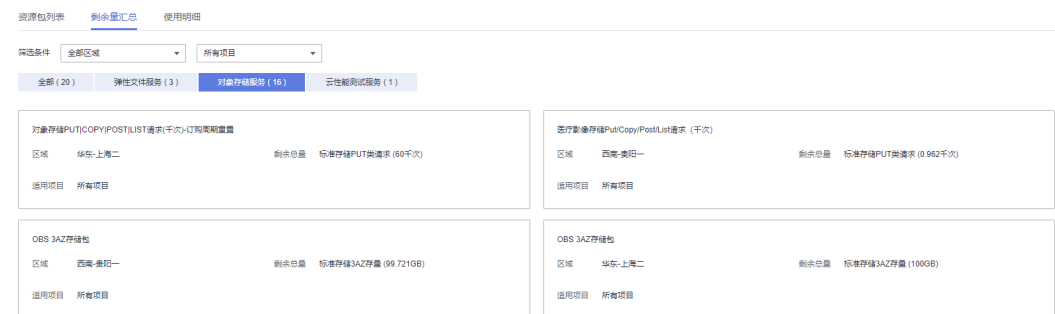 资源包列表 剩余量汇总 使用明细
筛选条件 全部区域 所有项目
全部 ( 20 ) 弹性文件服务 ( 3 ) 对象存储服务 ( 16 ) 云性能测试服务 ( 1 )
对象存储PUT|COPY|POST|LIST请求(千次)-订购周期重置
区域 华东-上海二 剩余总量 标准存储PUT类请求 (60千次)
适用项目 所有项目
医疗影像存储Put/Copy/Post/List请求（千次）
区域 西南-贵阳一 剩余总量 标准存储PUT类请求 (0.962千次)
适用项目 所有项目
OBS 3AZ存储包
区域 西南-贵阳一 剩余总量 标准存储3AZ存量 (99.721GB)
适用项目 所有项目
OBS 3AZ存储包
区域 华东-上海二 剩余总量 标准存储3AZ存量 (100GB)
适用项目 所有项目